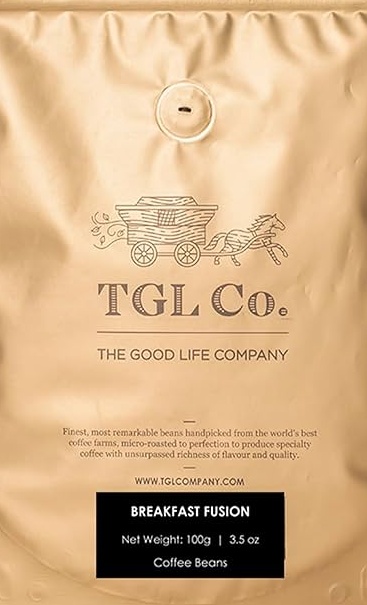 TGL Co.
THE GOOD LIFE COMPANY
Finest, most remarkable beans handpicked from the world's best
coffee farms, micro-roasted to perfection to produce specialty
coffee with unsurpassed richness of flavour and quality.
WWW.TGLCOMPANY.COM
BREAKFAST FUSION
Net Weight: 100g | 3.5 oz
Coffee Beans